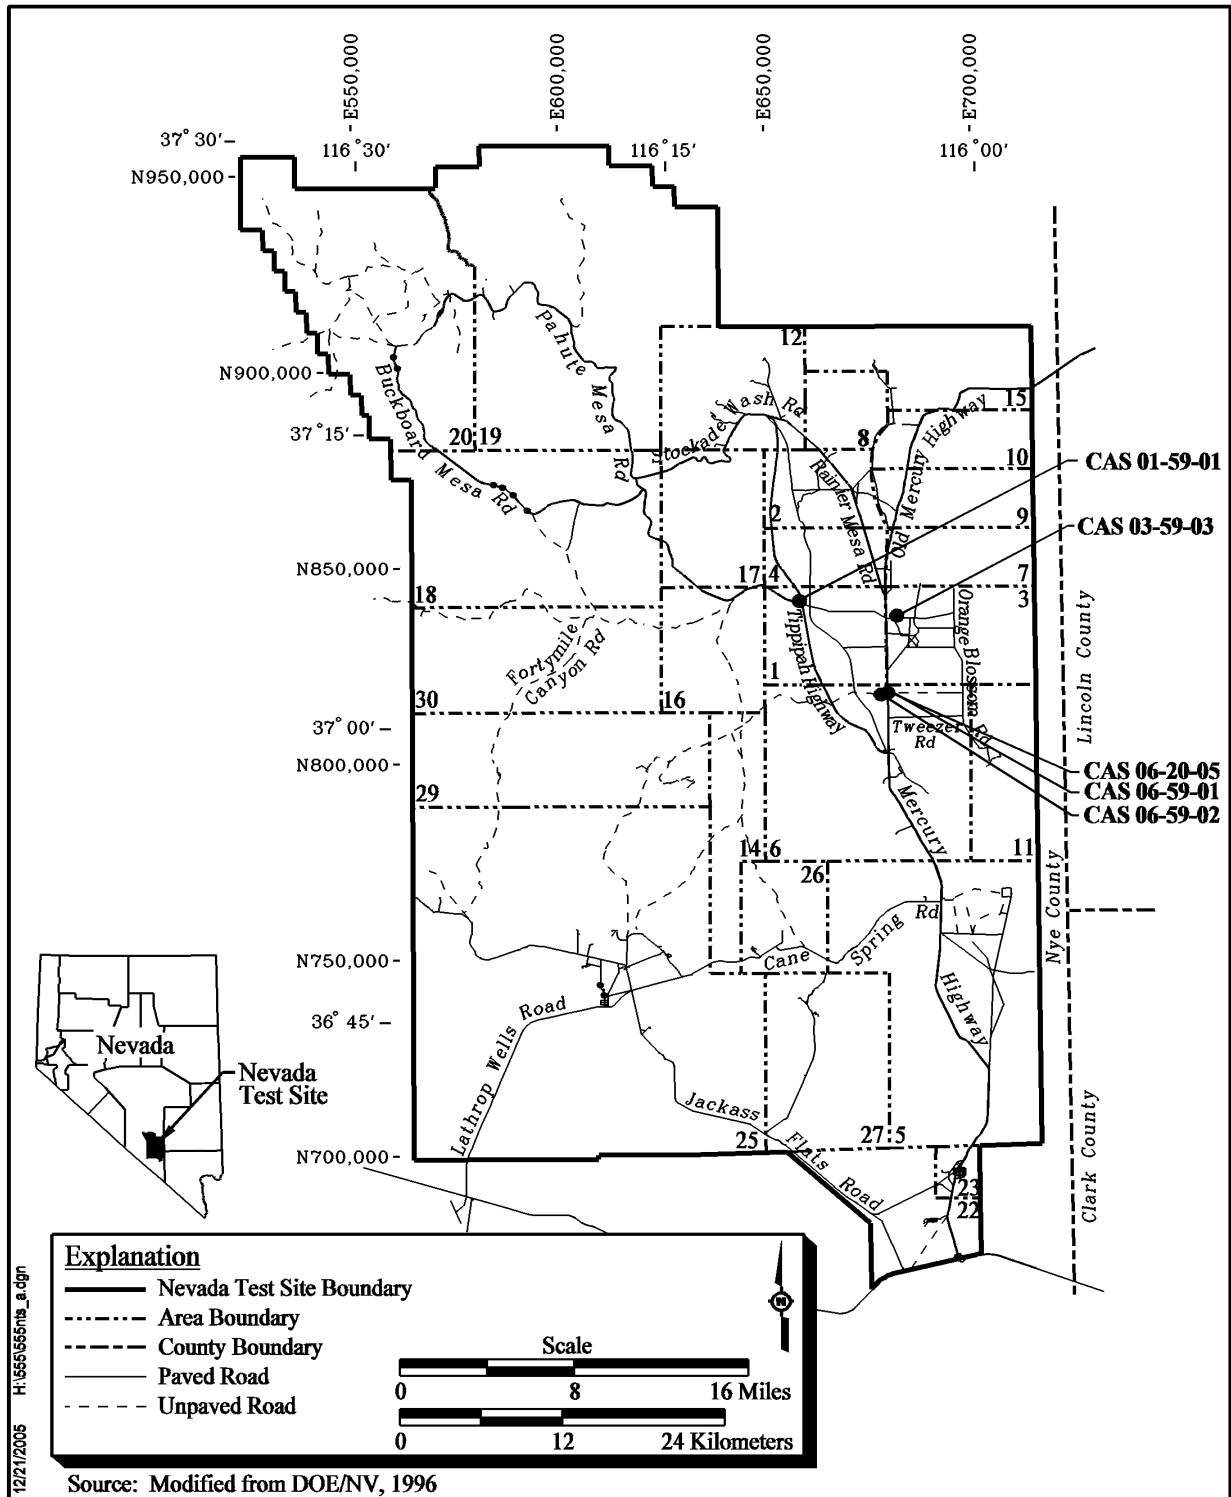 E550,000
E600,000
E650,000
E700,000
37° 30'
116° 30'
116° 15'
116° 00'
N950,000
12
Pahute Mesa Rd
N900,000
Buckboard Mesa Rd
Stockade Wash Rd
15
37° 15'
20
19
8
Old Mercury Highway
10
CAS 01-59-01
Rainier Mesa Rd
2
9
CAS 03-59-03
N850,000
17
4
7
18
3
Tippipah Highway
Orange Blossom Rd
Lincoln County
Fortymile
Canyon Rd
1
30
16
37° 00'
Tweezer
Rd
N800,000
CAS 06-20-05
CAS 06-59-01
CAS 06-59-02
29
Mercury Highway
14
6
11
26
Nye County
Cane Spring Rd
N750,000
Lathrop Wells Road
36° 45'
Nevada
Nevada
Test Site
Jackass Flats Road
Clark County
25
27
5
N700,000
23
22
Explanation
Nevada Test Site Boundary
Area Boundary
County Boundary
Paved Road
Unpaved Road
N
Scale
0 8 16 Miles
0 12 24 Kilometers
12/21/2005 H:\555\555nts_a.dgn
Source: Modified from DOE/NV, 1996